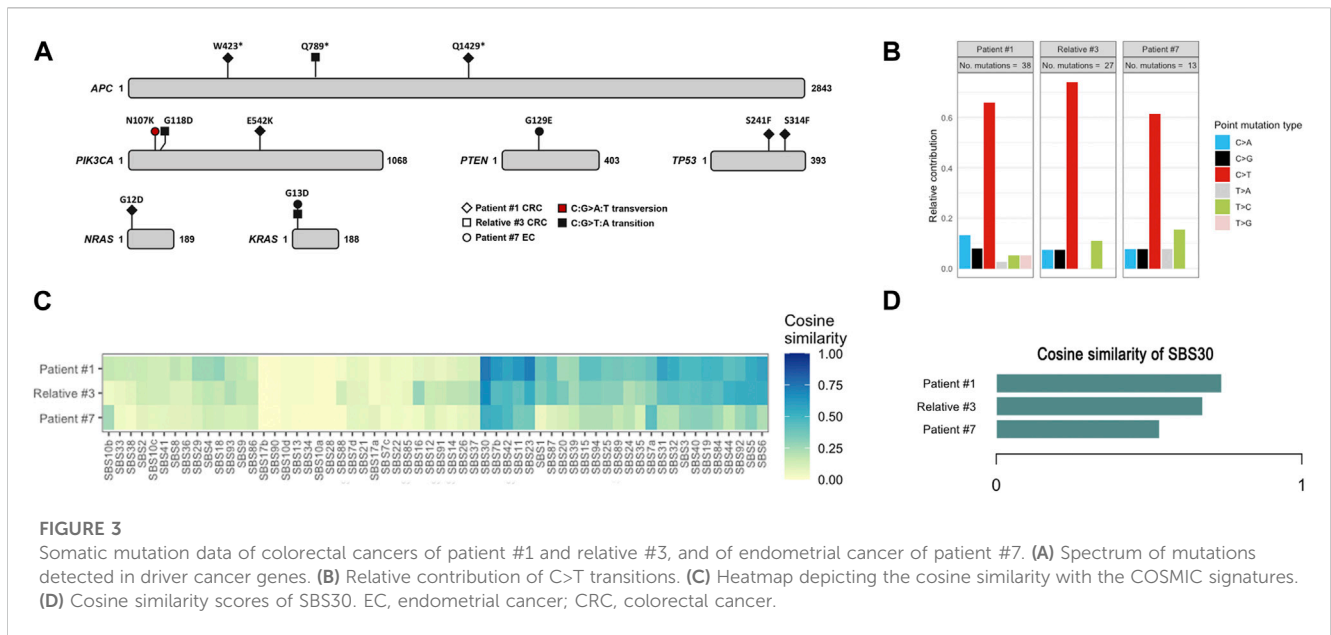 A
W423*
Q789*
Q1429*
APC 1
2843
N107K
G118D
E542K
G129E
S241F
S314F
PIK3CA 1
1068
PTEN 1
403
TP53 1
393
G12D
G13D
NRAS 1
189
KRAS 1
188
Patient #1 CRC
Relative #3 CRC
Patient #7 EC
C:G>A:T transversion
C:G>T:A transition
B
Patient #1
Relative #3
Patient #7
No. mutations = 38
No. mutations = 27
No. mutations = 13
Relative contribution
0.6
0.4
0.2
0.0
Point mutation type
C>A
C>G
C>T
T>A
T>C
T>G
C
Patient #1
Relative #3
Patient #7
SBS10b
SBS33
SBS38
SBS2
SBS10c
SBS41
SBS8
SBS36
SBS29
SBS4
SBS18
SBS93
SBS9
SBS86
SBS17b
SBS90
SBS10d
SBS13
SBS34
SBS10a
SBS28
SBS88
SBS7d
SBS21
SBS17a
SBS7c
SBS22
SBS85
SBS16
SBS12
SBS91
SBS14
SBS26
SBS37
SBS30
SBS7b
SBS42
SBS11
SBS23
SBS1
SBS87
SBS20
SBS39
SBS15
SBS94
SBS25
SBS89
SBS24
SBS35
SBS7a
SBS31
SBS32
SBS3
SBS40
SBS19
SBS84
SBS44
SBS92
SBS5
SBS6
Cosine
similarity
1.00
0.75
0.50
0.25
0.00
D
Cosine similarity of SBS30
Patient #1
Relative #3
Patient #7
0
1
FIGURE 3
Somatic mutation data of colorectal cancers of patient #1 and relative #3, and of endometrial cancer of patient #7. (A) Spectrum of mutations
detected in driver cancer genes. (B) Relative contribution of C>T transitions. (C) Heatmap depicting the cosine similarity with the COSMIC signatures.
(D) Cosine similarity scores of SBS30. EC, endometrial cancer; CRC, colorectal cancer.